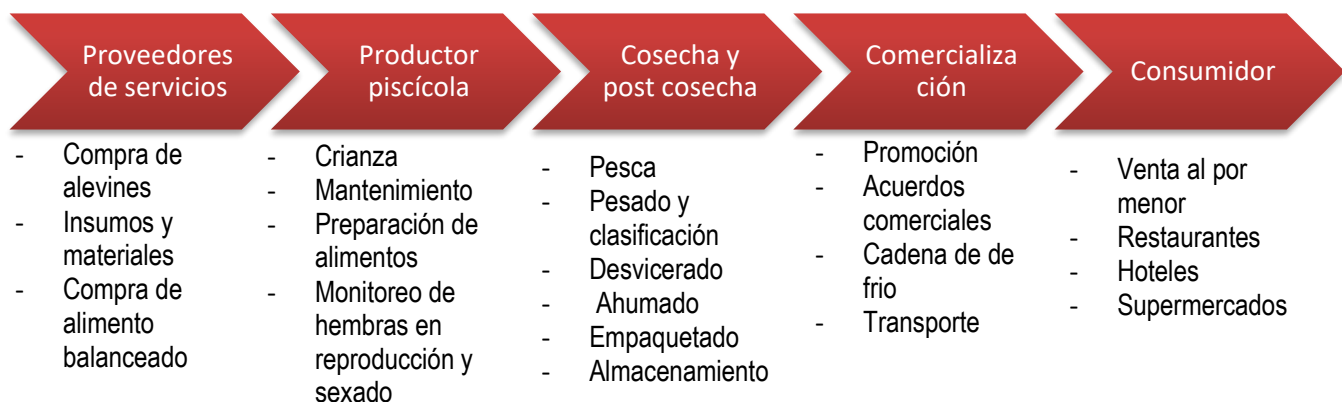 Proveedores
de servicios
- Compra de
alevines
- Insumos y
materiales
- Compra de
alimento
balanceado
Productor
piscícola
- Crianza
- Mantenimiento
- Preparación de
alimentos
- Monitoreo de
hembras en
reproducción y
sexado
Cosecha y
post cosecha
- Pesca
- Pesado y
clasificación
- Desvicerado
- Ahumado
- Empaquetado
- Almacenamiento
Comercializa
ción
- Promoción
- Acuerdos
comerciales
- Cadena de de
frio
- Transporte
Consumidor
- Venta al por
menor
- Restaurantes
- Hoteles
- Supermercados